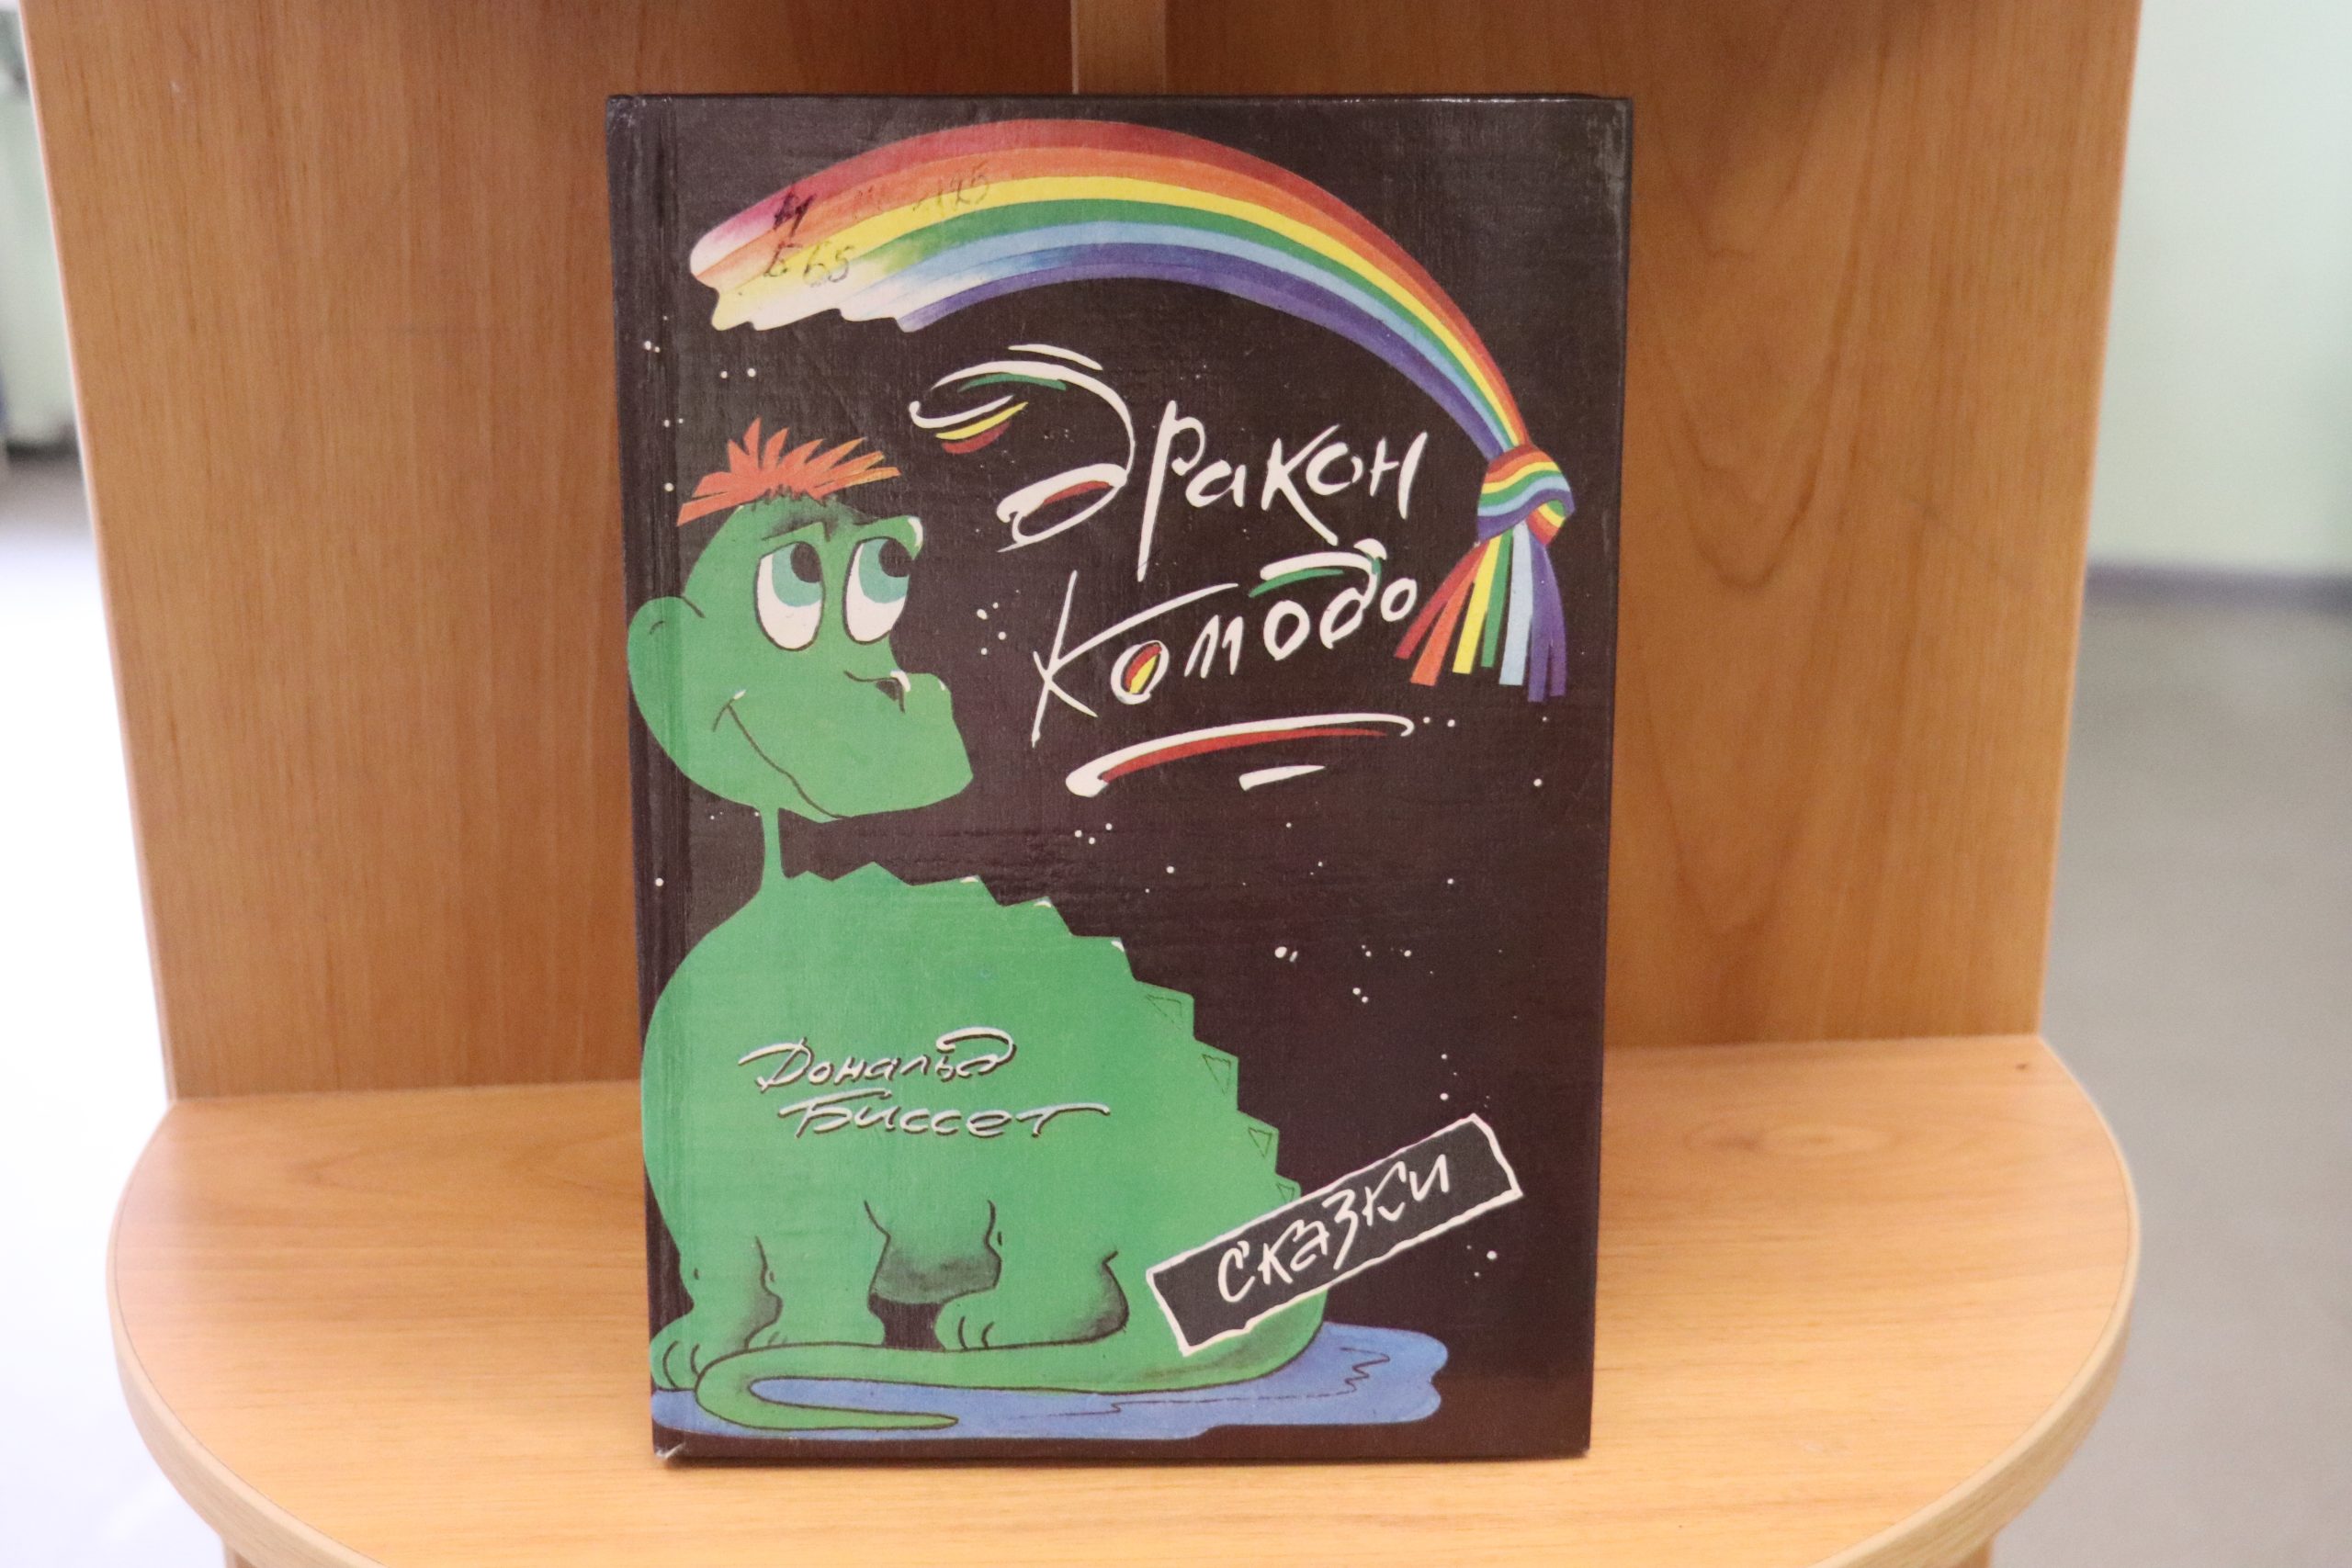 Дракон
Комодо
Дональд
Биссет
сказки